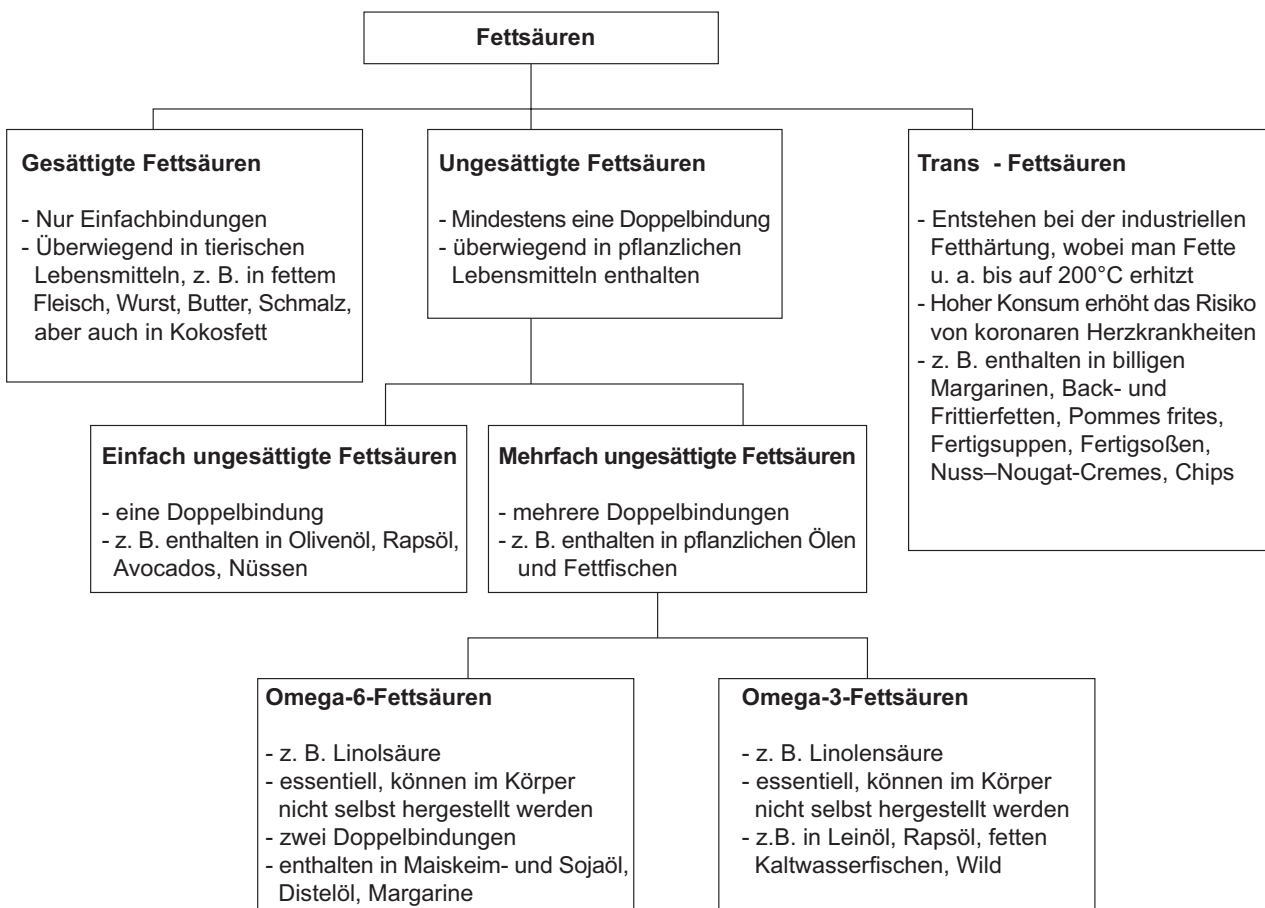 Fettsäuren
Gesättigte Fettsäuren
- Nur Einfachbindungen
- Überwiegend in tierischen
Lebensmitteln, z. B. in fettem
Fleisch, Wurst, Butter, Schmalz,
aber auch in Kokosfett
Ungesättigte Fettsäuren
- Mindestens eine Doppelbindung
- überwiegend in pflanzlichen
Lebensmitteln enthalten
Trans - Fettsäuren
- Entstehen bei der industriellen
Fetthärtung, wobei man Fette
u. a. bis auf 200°C erhitzt
- Hoher Konsum erhöht das Risiko
von koronaren Herzkrankheiten
- z. B. enthalten in billigen
Margarinen, Back- und
Frittierfetten, Pommes frites,
Fertigsuppen, Fertigsoßen,
Nuss–Nougat-Cremes, Chips
Einfach ungesättigte Fettsäuren
- eine Doppelbindung
- z. B. enthalten in Olivenöl, Rapsöl,
Avocados, Nüssen
Mehrfach ungesättigte Fettsäuren
- mehrere Doppelbindungen
- z. B. enthalten in pflanzlichen Ölen
und Fettfischen
Omega-6-Fettsäuren
- z. B. Linolsäure
- essentiell, können im Körper
nicht selbst hergestellt werden
- zwei Doppelbindungen
- enthalten in Maiskeim- und Sojaöl,
Distelöl, Margarine
Omega-3-Fettsäuren
- z. B. Linolensäure
- essentiell, können im Körper
nicht selbst hergestellt werden
- z.B. in Leinöl, Rapsöl, fetten
Kaltwasserfischen, Wild